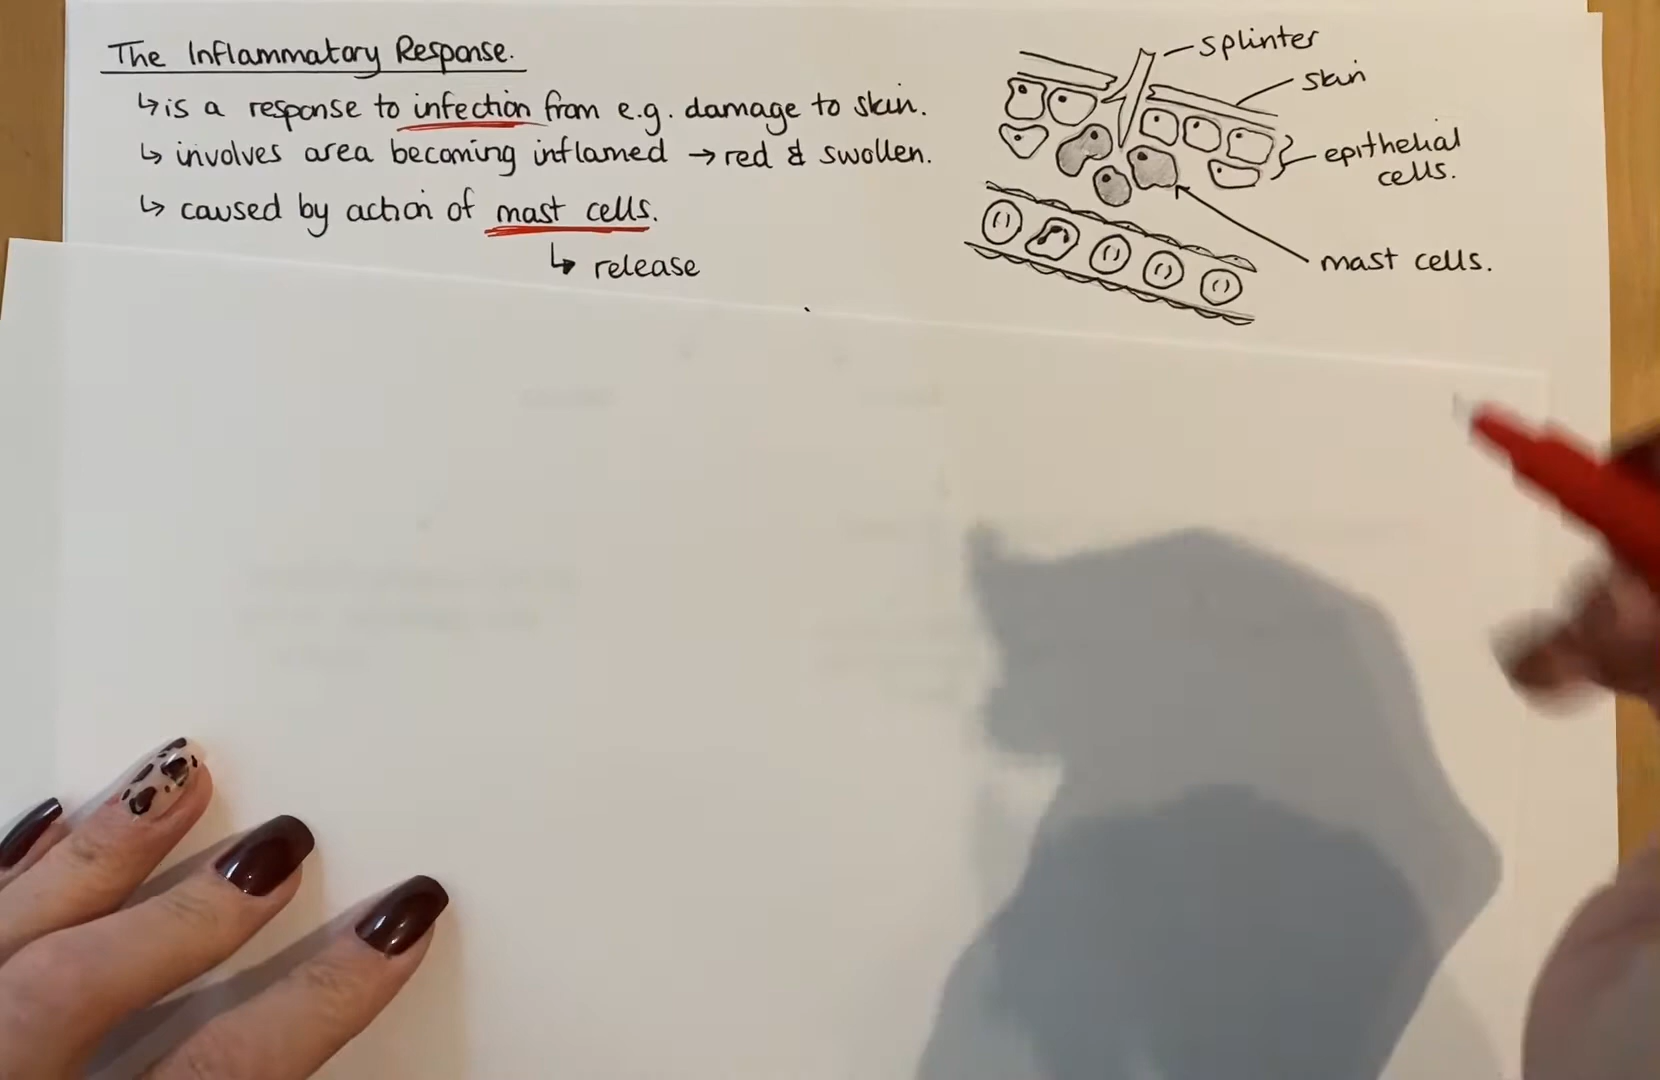 The Inflammatory Response.
↳ is a response to infection from e.g. damage to skin.
↳ involves area becoming inflamed → red & swollen.
↳ caused by action of mast cells.
↳ release
splinter
skin
epithelial
cells.
mast cells.